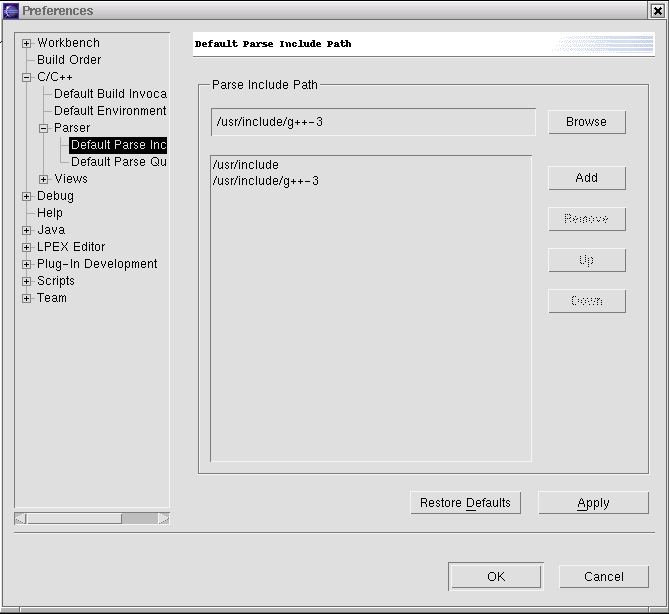 Preferences
Workbench
Build Order
C/C++
Default Build Invoca
Default Environment
Parser
Default Parse Inc
Default Parse Qu
Views
Debug
Help
Java
LPEX Editor
Plug-In Development
Scripts
Team
Default Parse Include Path
Parse Include Path
/usr/include/g++-3
Browse
/usr/include
/usr/include/g++-3
Add
Remove
Up
Down
Restore Defaults
Apply
OK
Cancel